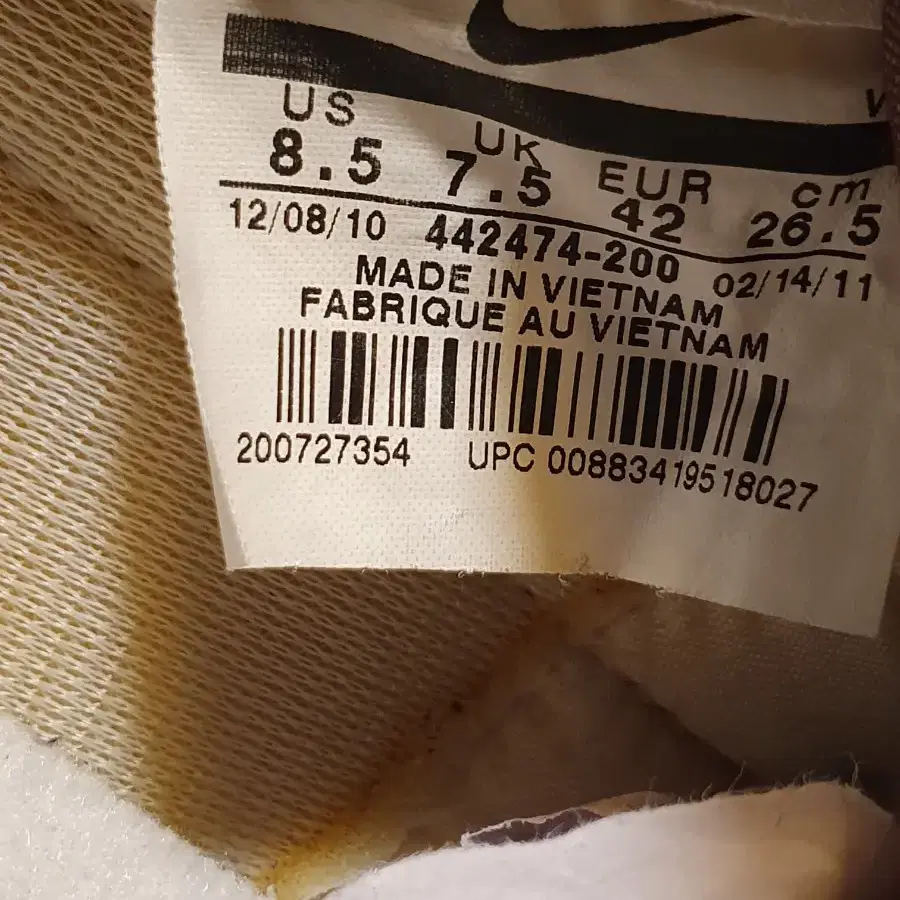 US UK EUR cm
8.5 7.5 42 26.5
12/08/10 442474-200 02/14/11
MADE IN VIETNAM
FABRIQUE AU VIETNAM
200727354 UPC 00883419518027